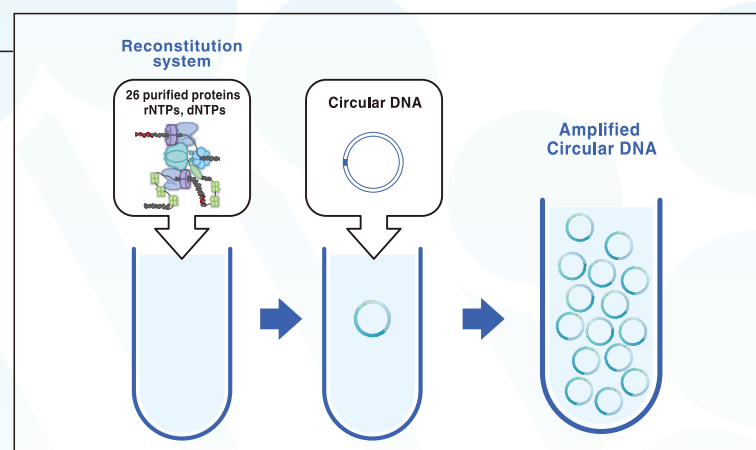 Reconstitution
system
26 purified proteins
rNTPs, dNTPs
Circular DNA
Amplified
Circular DNA